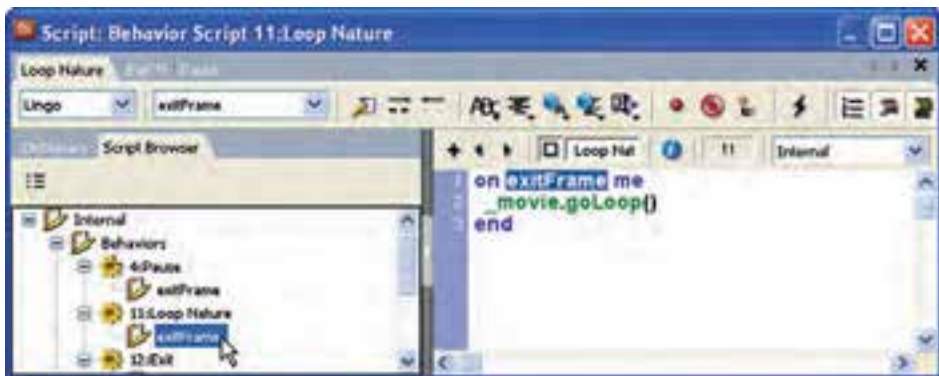 Script: Behavior Script 11:Loop Nature
Loop Nature
Lingo exitFrame
Script Browser
Loop Nat 11 Internal
Internal
Behaviors
4:Pause
exitFrame
11:Loop Nature
exitFrame
12:Exit
on exitFrame me
_movie.goLoop()
end